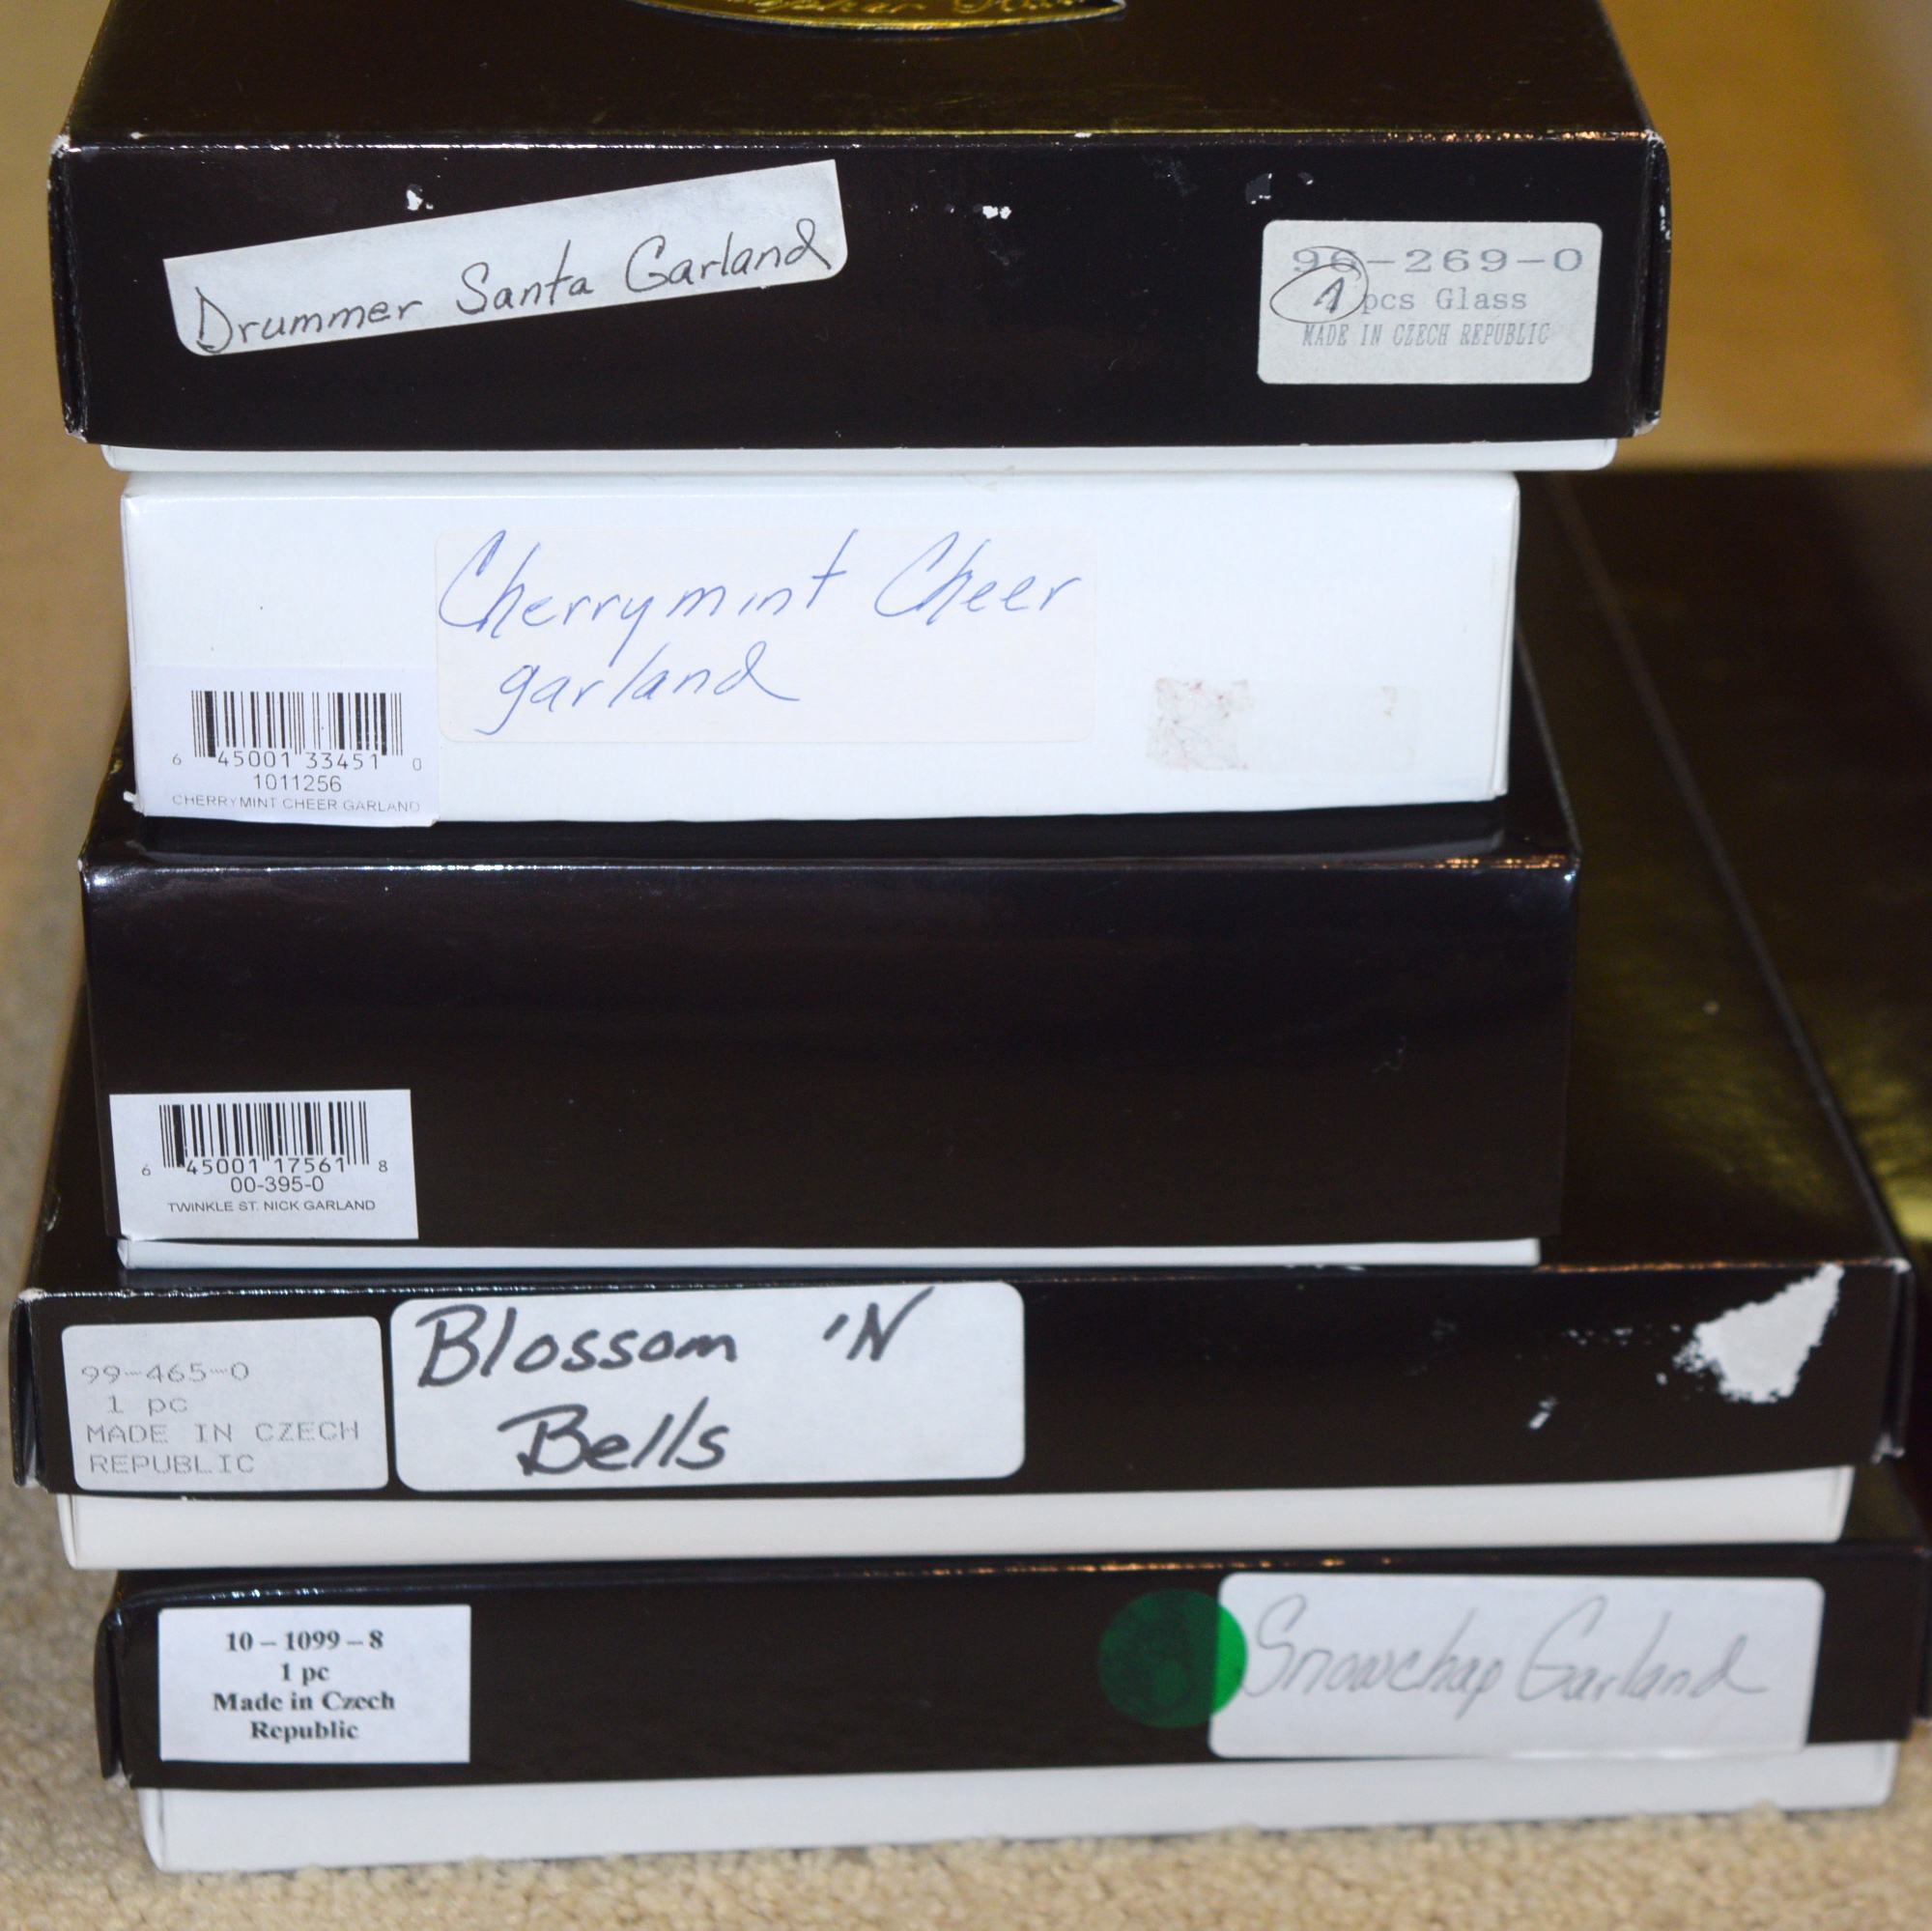 Drummer Santa Garland
96-269-0
1 pcs Glass
MADE IN CZECH REPUBLIC
Cherrymint Cheer
garland
6 45001 33451 0
1011256
CHERRYMINT CHEER GARLAND
6 45001 17561 8
00-395-0
TWINKLE ST. NICK GARLAND
99-465-0
1 pc
MADE IN CZECH
REPUBLIC
Blossom 'N
Bells
10-1099-8
1 pc
Made in Czech
Republic
Snowchap Garland